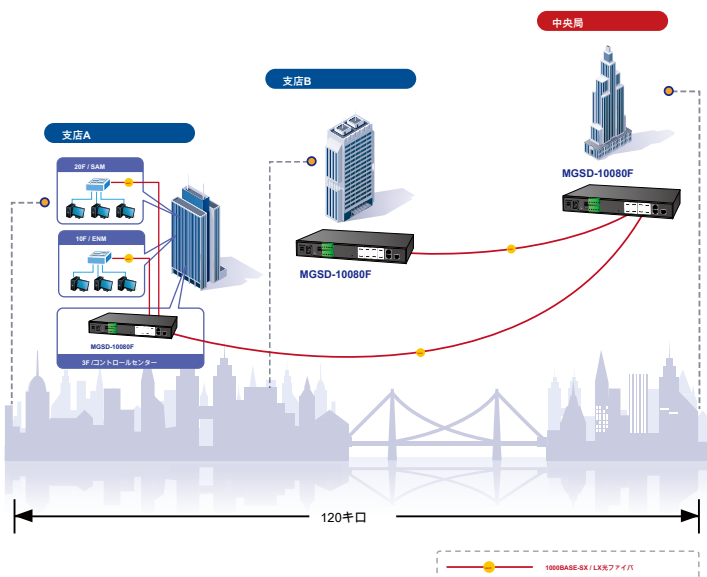 中央局
支店B
支店A
20F / SAM
10F / ENM
MGSD-10080F
3F /コントロールセンター
MGSD-10080F
MGSD-10080F
120キロ
1000BASE-SX / LX光ファイバ